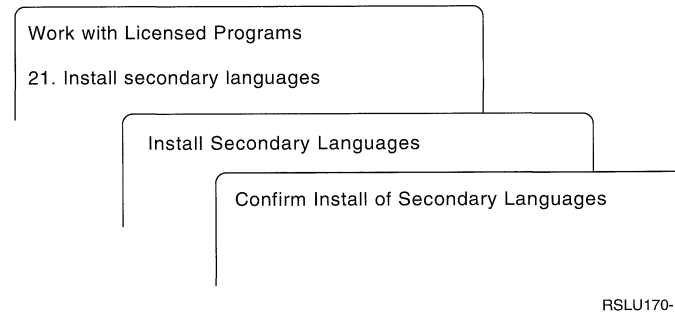 Work with Licensed Programs
21. Install secondary languages
Install Secondary Languages
Confirm Install of Secondary Languages
RSLU170-